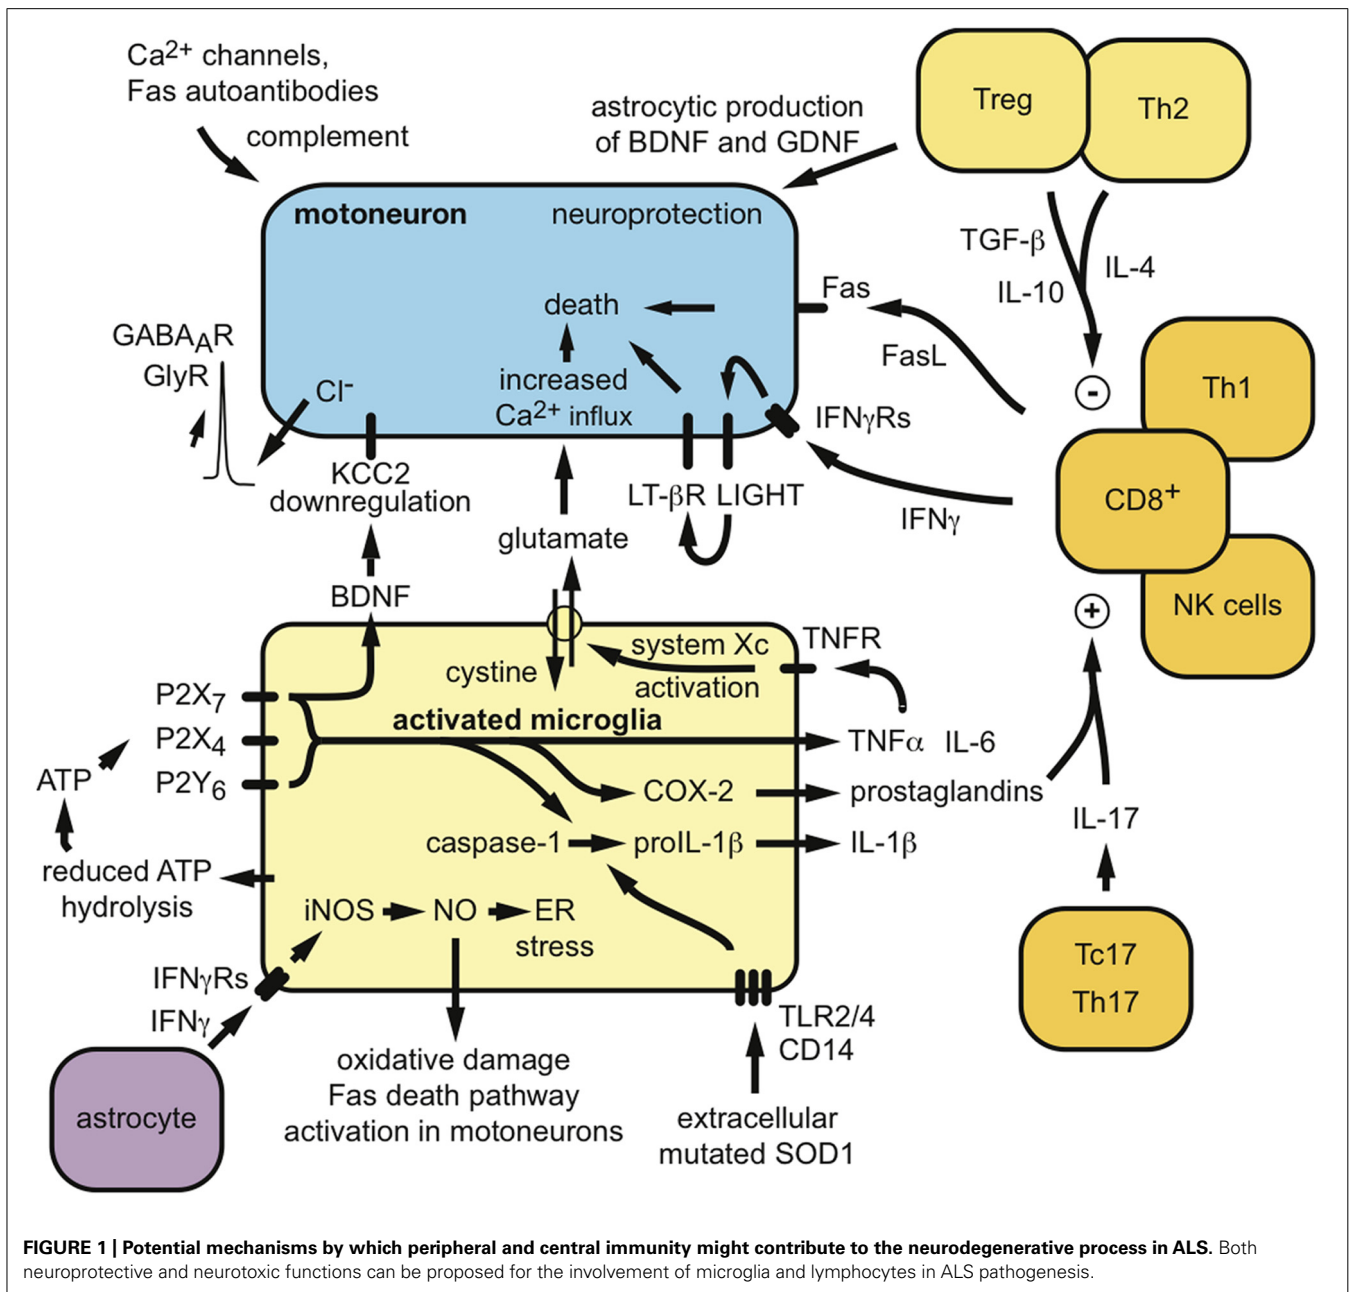 Ca2+ channels,
Fas autoantibodies
complement
astrocytic production
of BDNF and GDNF
Treg
Th2
motoneuron
neuroprotection
TGF-β
IL-10
IL-4
death
Fas
FasL
GABAAR
GlyR
Cl-
increased
Ca2+ influx
IFNγRs
-
Th1
KCC2
downregulation
LT-βR LIGHT
IFNγ
CD8+
glutamate
BDNF
NK cells
+
system Xc
activation
TNFR
cystine
P2X7
P2X4
P2Y6
activated microglia
TNFα IL-6
ATP
COX-2
prostaglandins
IL-17
caspase-1
proIL-1β
IL-1β
reduced ATP
hydrolysis
iNOS
NO
ER
stress
Tc17
Th17
IFNγRs
IFNγ
TLR2/4
CD14
astrocyte
oxidative damage
Fas death pathway
activation in motoneurons
extracellular
mutated SOD1
FIGURE 1 | Potential mechanisms by which peripheral and central immunity might contribute to the neurodegenerative process in ALS. Both
neuroprotective and neurotoxic functions can be proposed for the involvement of microglia and lymphocytes in ALS pathogenesis.